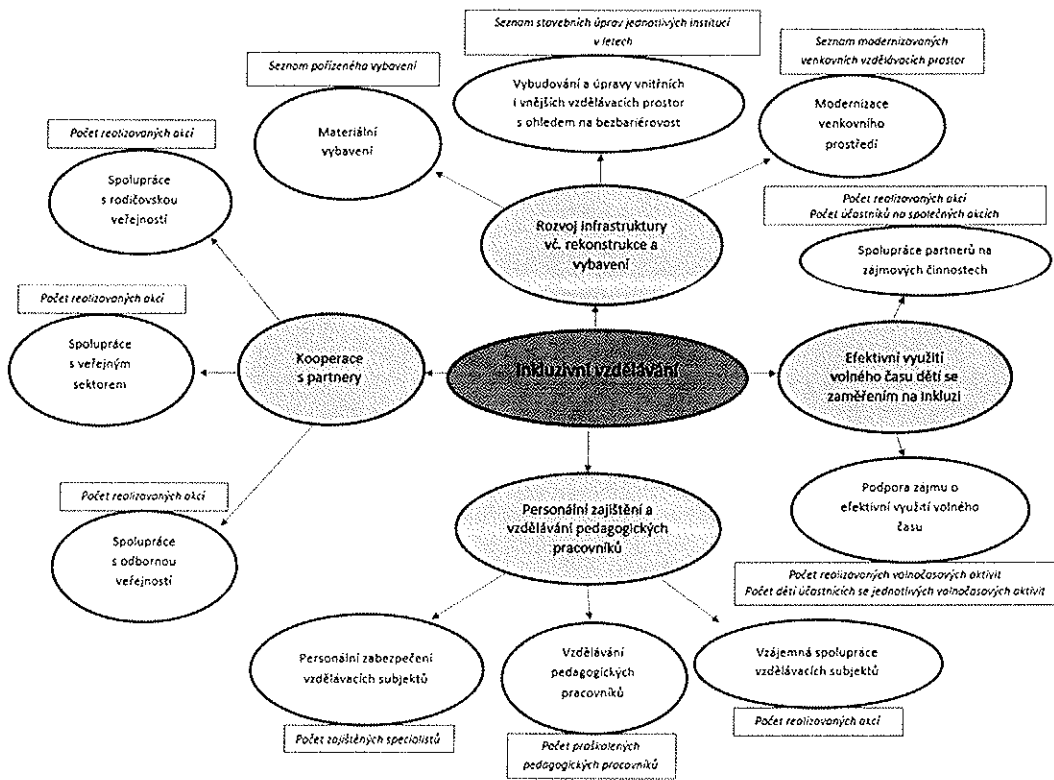 Seznam stavebních úprav jednotlivých institucí
v letech
Seznam modernizovaných
venkovních vzdělávacích prostor
Seznam pořízeného vybavení
Vybudování a úpravy vnitřních
i vnějších vzdělávacích prostor
s ohledem na bezbariérovost
Modernizace
venkovního
prostředí
Materiální
vybavení
Počet realizovaných akcí
Spolupráce
s rodičovskou
veřejností
Rozvoj infrastruktury
vč. rekonstrukce a
vybavení
Počet realizovaných akcí
Počet účastníků na společných akcích
Spolupráce partnerů na
zájmových činnostech
Počet realizovaných akcí
Spolupráce
s veřejným
sektorem
Kooperace
s partnery
Inkluzivní vzdělávání
Efektivní využití
volného času dětí se
zaměřením na inkluzi
Počet realizovaných akcí
Spolupráce
s odbornou
veřejností
Personální zajištění a
vzdělávání pedagogických
pracovníků
Podpora zájmu o
efektivní využití volného
času
Počet realizovaných volnočasových aktivit
Počet dětí účastnících se jednotlivých volnočasových aktivit
Personální zabezpečení
vzdělávacích subjektů
Počet zajištěných specialistů
Vzdělávání
pedagogických
pracovníků
Počet proškolených
pedagogických pracovníků
Vzájemná spolupráce
vzdělávacích subjektů
Počet realizovaných akcí